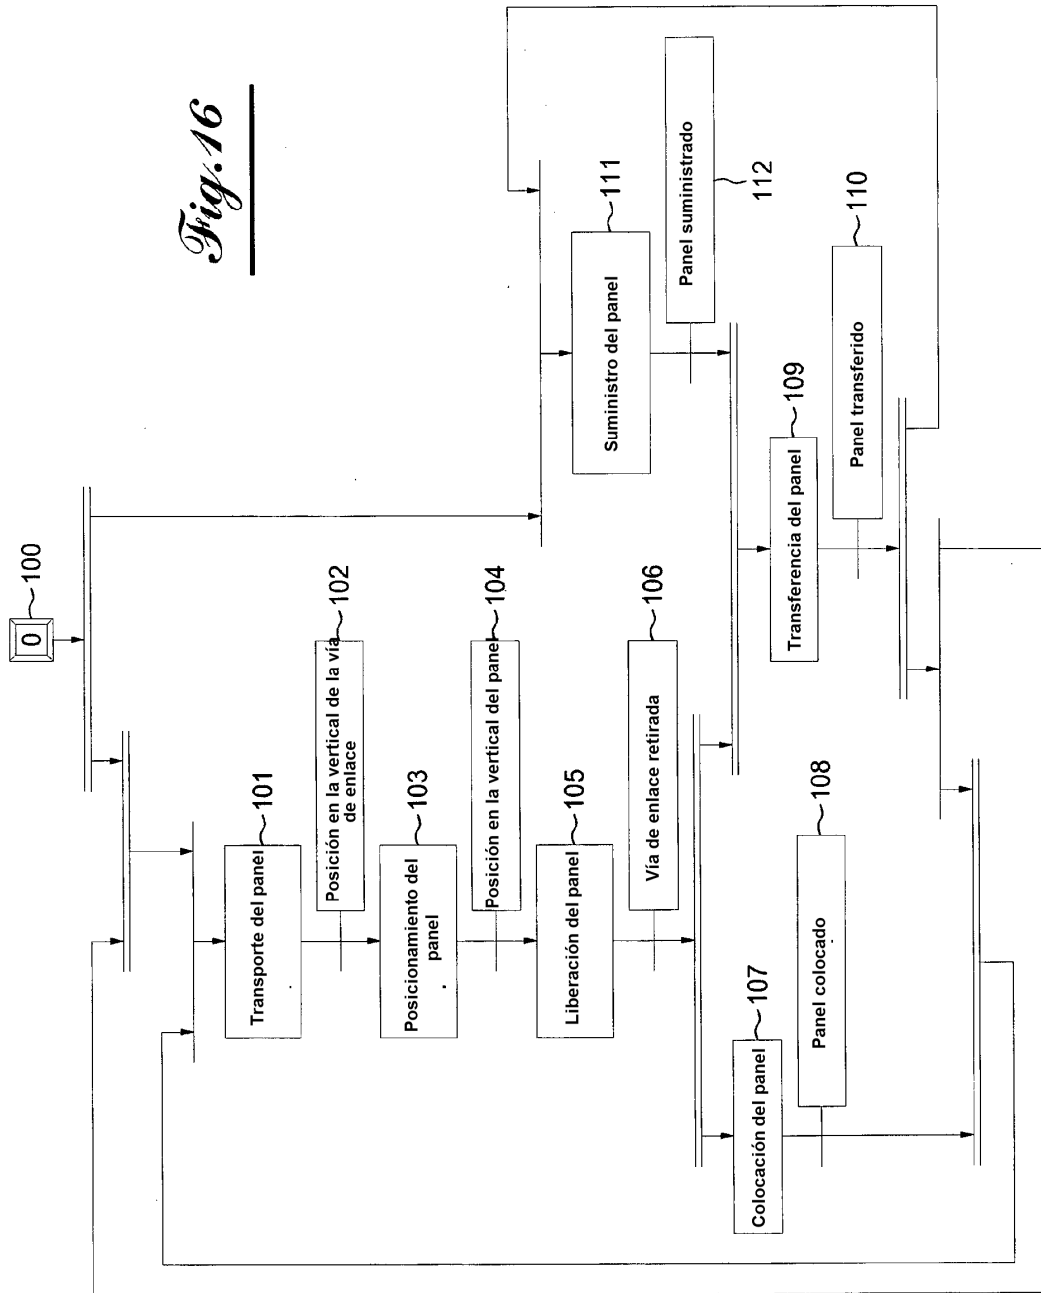 Fig.16
0
100
Transporte del panel
101
Posición en la vertical de la vía
de enlace
102
Posicionamiento del
panel
103
Posición en la vertical del panel
104
Liberación del panel
105
Vía de enlace retirada
106
Colocación del panel
107
Panel colocado
108
Suministro del panel
111
Panel suministrado
112
Transferencia del panel
109
Panel transferido
110